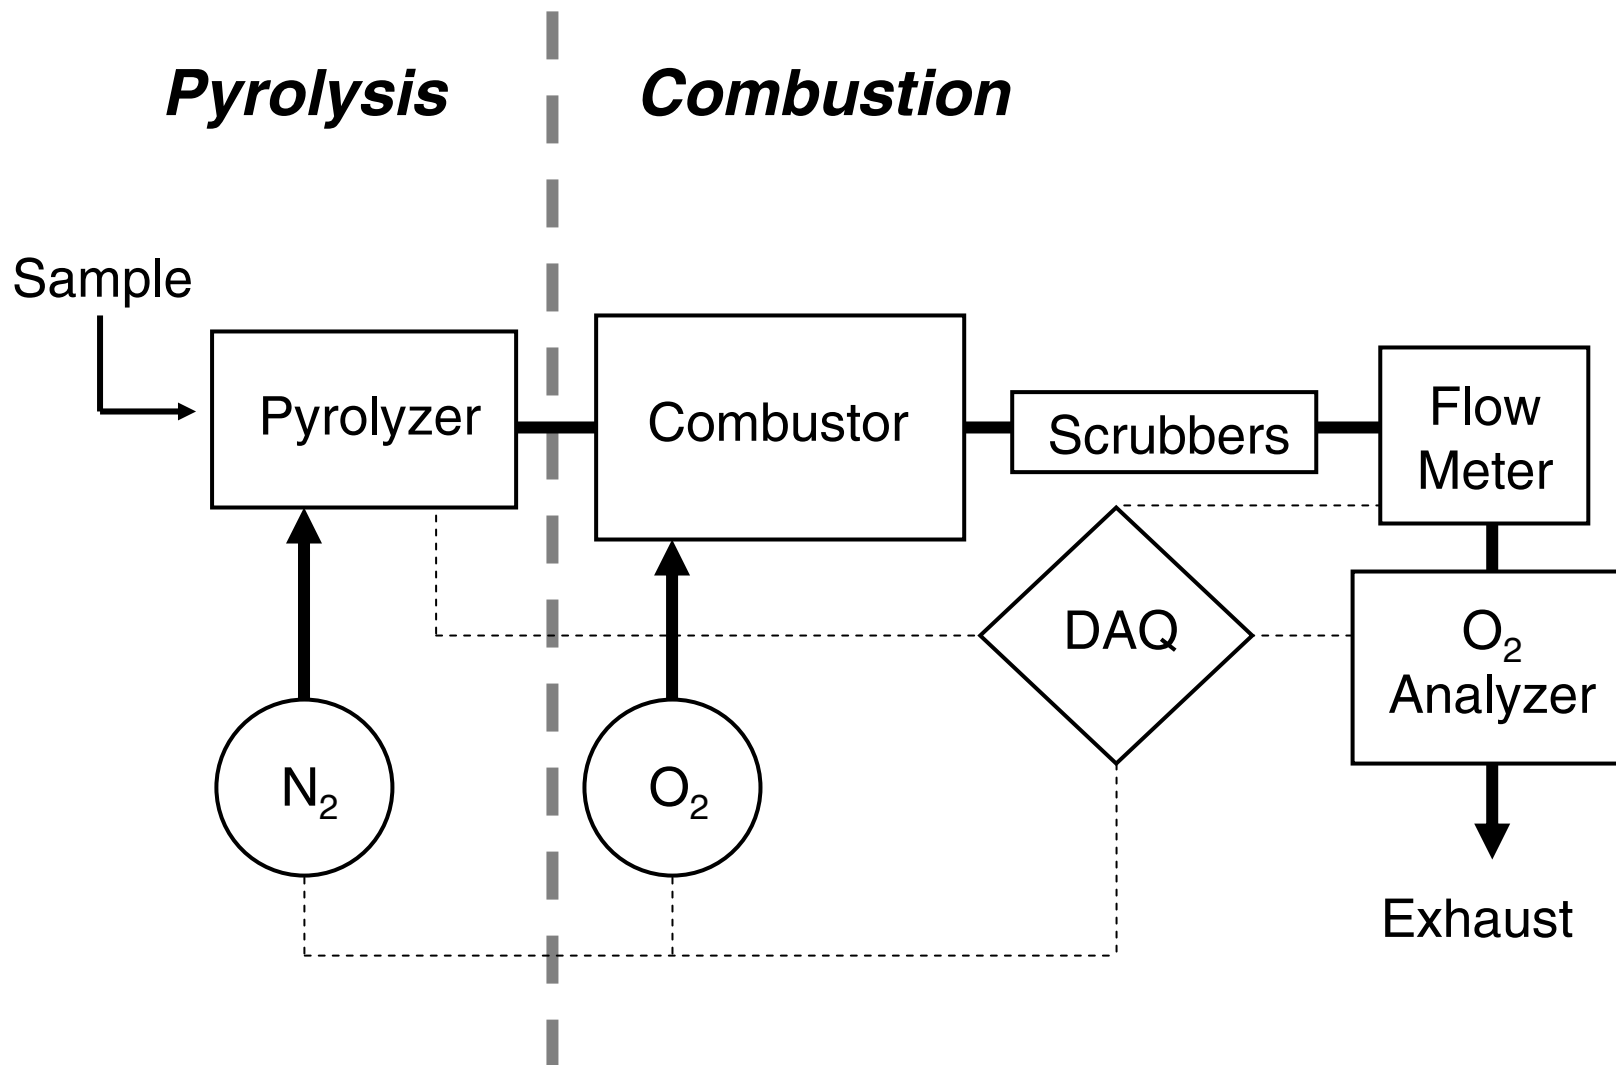 Pyrolysis
Combustion
Sample
Pyrolyzer
Combustor
Scrubbers
Flow
Meter
DAQ
O₂
Analyzer
N₂
O₂
Exhaust